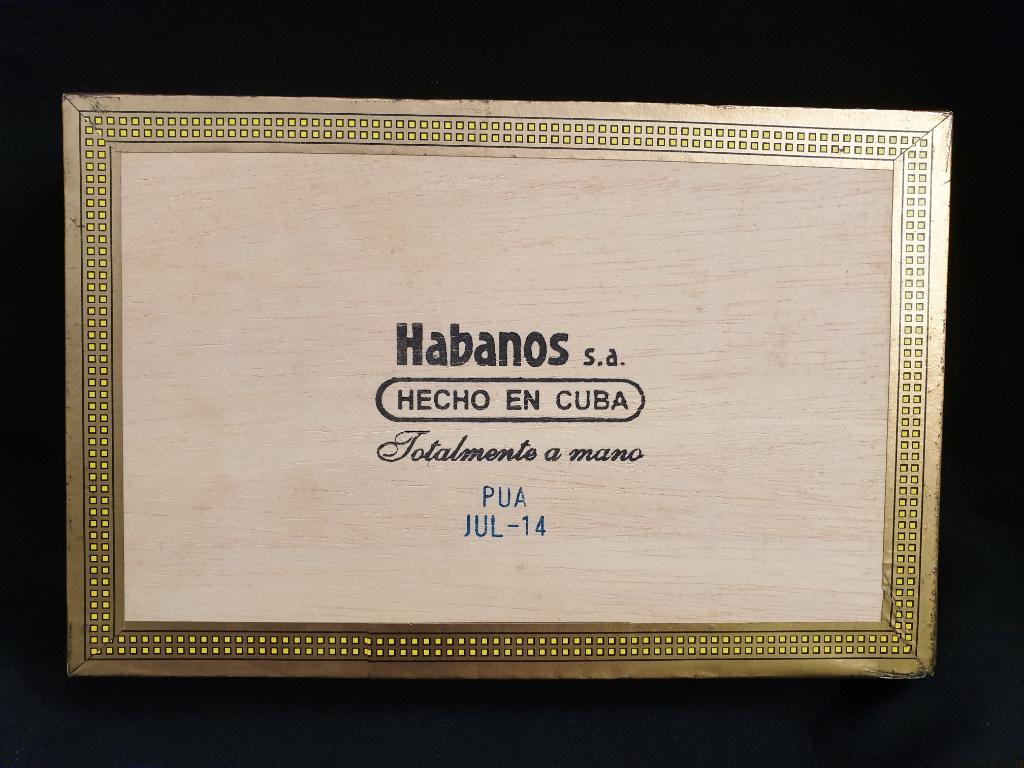 Habanos s.a.
HECHO EN CUBA
Totalmente a mano
PUA
JUL-14